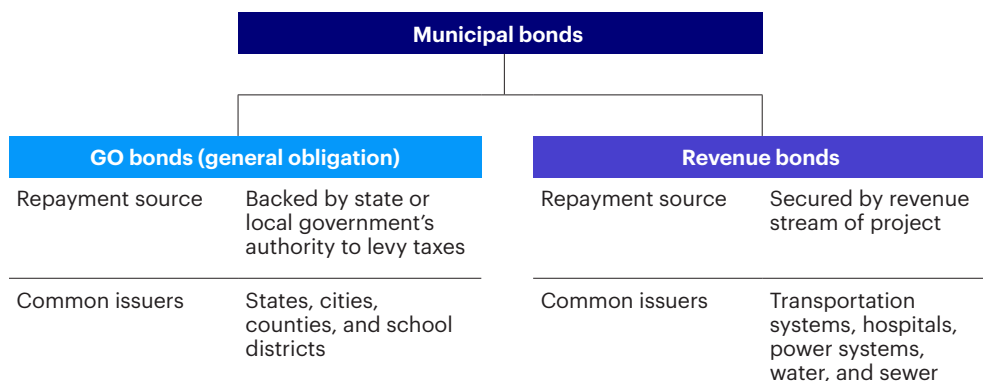 Municipal bonds
GO bonds (general obligation)
Repayment source
Backed by state or
local government’s
authority to levy taxes
Common issuers
States, cities,
counties, and school
districts
Revenue bonds
Repayment source
Secured by revenue
stream of project
Common issuers
Transportation
systems, hospitals,
power systems,
water, and sewer